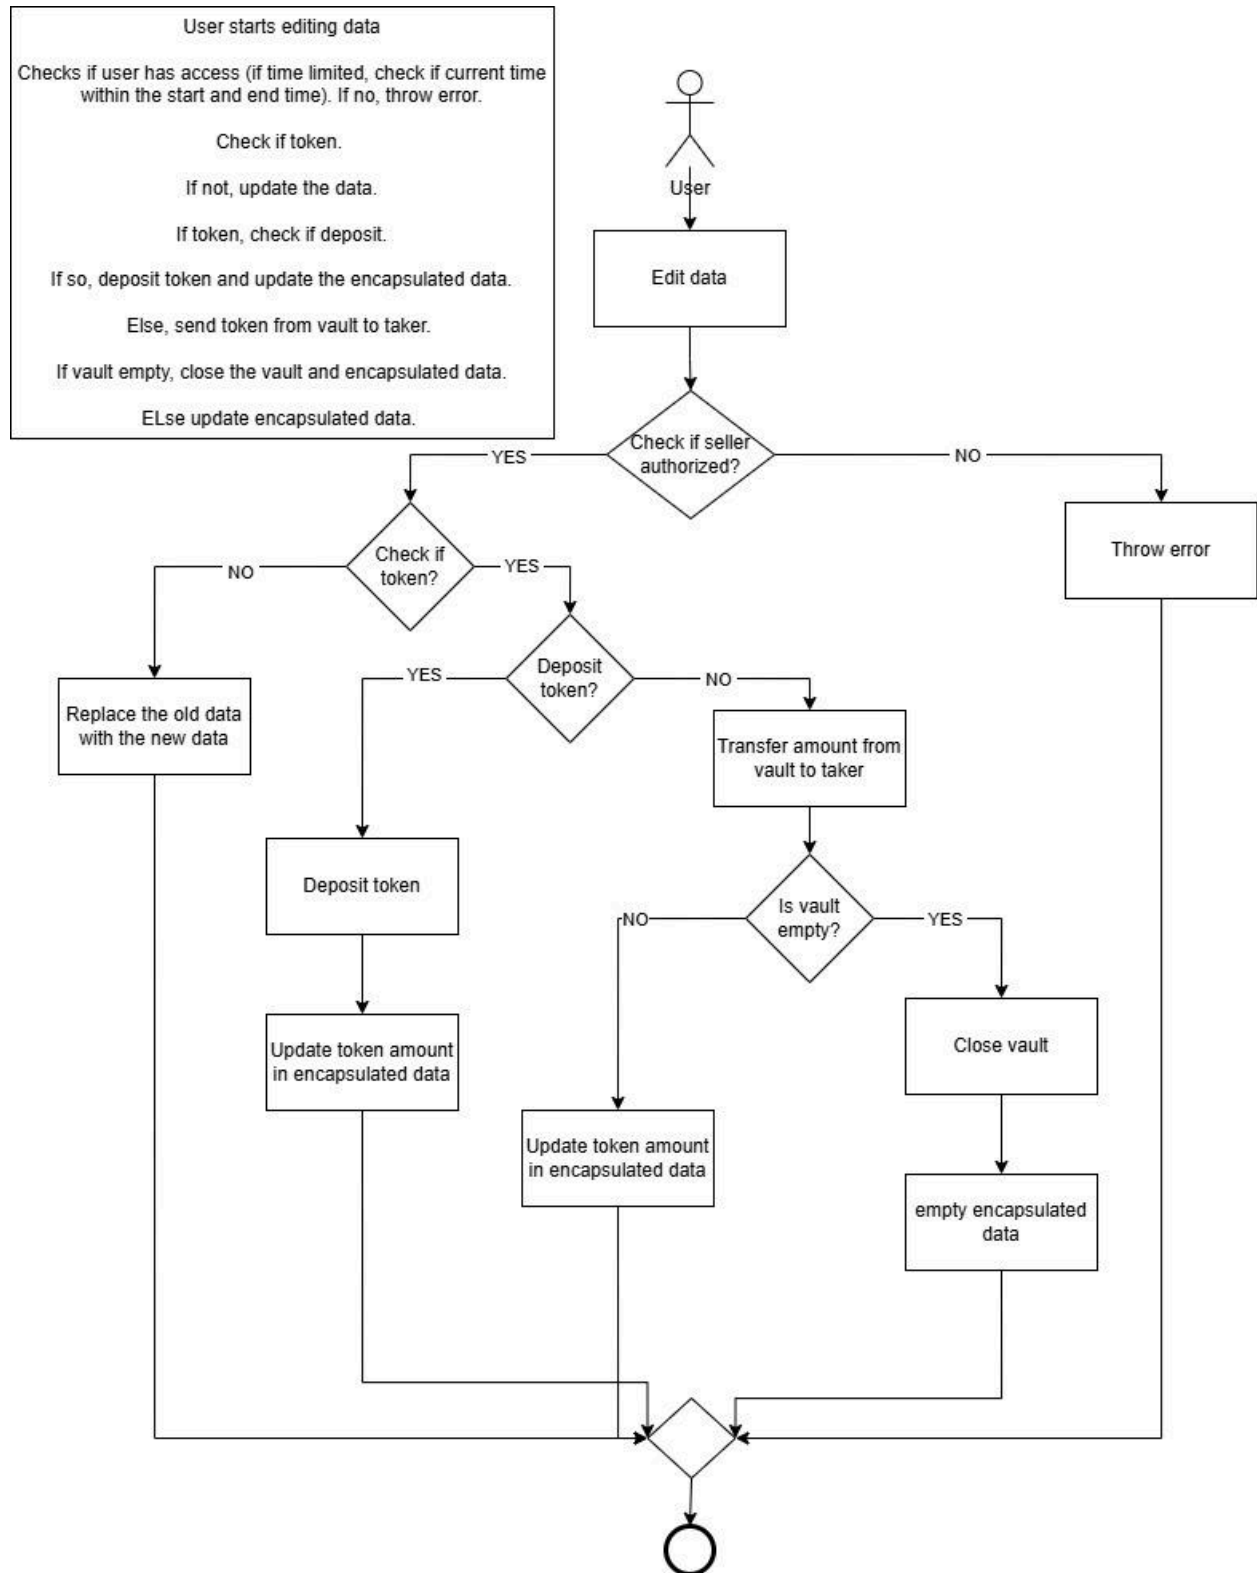 User starts editing data
Checks if user has access (if time limited, check if current time
within the start and end time). If no, throw error.
Check if token.
If not, update the data.
If token, check if deposit.
If so, deposit token and update the encapsulated data.
Else, send token from vault to taker.
If vault empty, close the vault and encapsulated data.
ELse update encapsulated data.
User
Edit data
Check if seller
authorized?
YES
NO
Check if
token?
Throw error
NO
YES
Deposit
token?
YES
NO
Replace the old data
with the new data
Transfer amount from
vault to taker
Deposit token
Is vault
empty?
NO
YES
Update token amount
in encapsulated data
Close vault
Update token amount
in encapsulated data
empty encapsulated
data